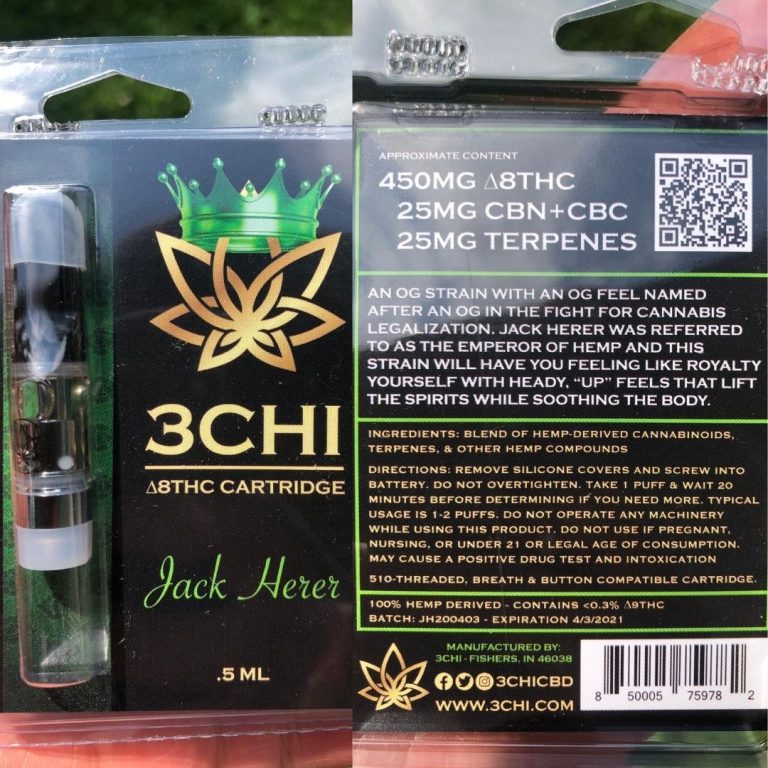 3CHI
Δ8THC CARTRIDGE
Jack Herer
.5 ML
APPROXIMATE CONTENT
450MG Δ8THC
25MG CBN+CBC
25MG TERPENES
AN OG STRAIN WITH AN OG FEEL NAMED
AFTER AN OG IN THE FIGHT FOR CANNABIS
LEGALIZATION. JACK HERER WAS REFERRED
TO AS THE EMPEROR OF HEMP AND THIS
STRAIN WILL HAVE YOU FEELING LIKE ROYALTY
YOURSELF WITH HEADY, “UP” FEELS THAT LIFT
THE SPIRITS WHILE SOOTHING THE BODY.
INGREDIENTS: BLEND OF HEMP-DERIVED CANNABINOIDS,
TERPENES, & OTHER HEMP COMPOUNDS
DIRECTIONS: REMOVE SILICONE COVERS AND SCREW INTO
BATTERY. DO NOT OVERTIGHTEN. TAKE 1 PUFF & WAIT 20
MINUTES BEFORE DETERMINING IF YOU NEED MORE. TYPICAL
USAGE IS 1-2 PUFFS. DO NOT OPERATE ANY MACHINERY
WHILE USING THIS PRODUCT. DO NOT USE IF PREGNANT,
NURSING, OR UNDER 21 OR LEGAL AGE OF CONSUMPTION.
MAY CAUSE A POSITIVE DRUG TEST AND INTOXICATION
510-THREADED, BREATH & BUTTON COMPATIBLE CARTRIDGE.
100% HEMP DERIVED - CONTAINS <0.3% Δ9THC
BATCH: JH200403 - EXPIRATION 4/3/2021
MANUFACTURED BY:
3CHI - FISHERS, IN 46038
3CHICBD
WWW.3CHI.COM
8 50005 75978 2